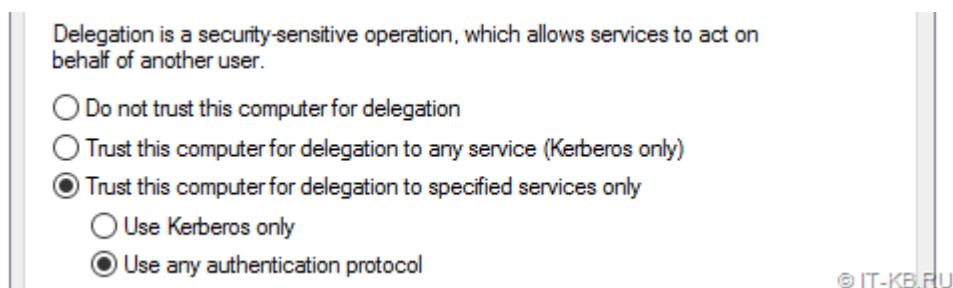 Delegation is a security-sensitive operation, which allows services to act on
behalf of another user.
Do not trust this computer for delegation
Trust this computer for delegation to any service (Kerberos only)
Trust this computer for delegation to specified services only
Use Kerberos only
Use any authentication protocol
© IT-KB.RU